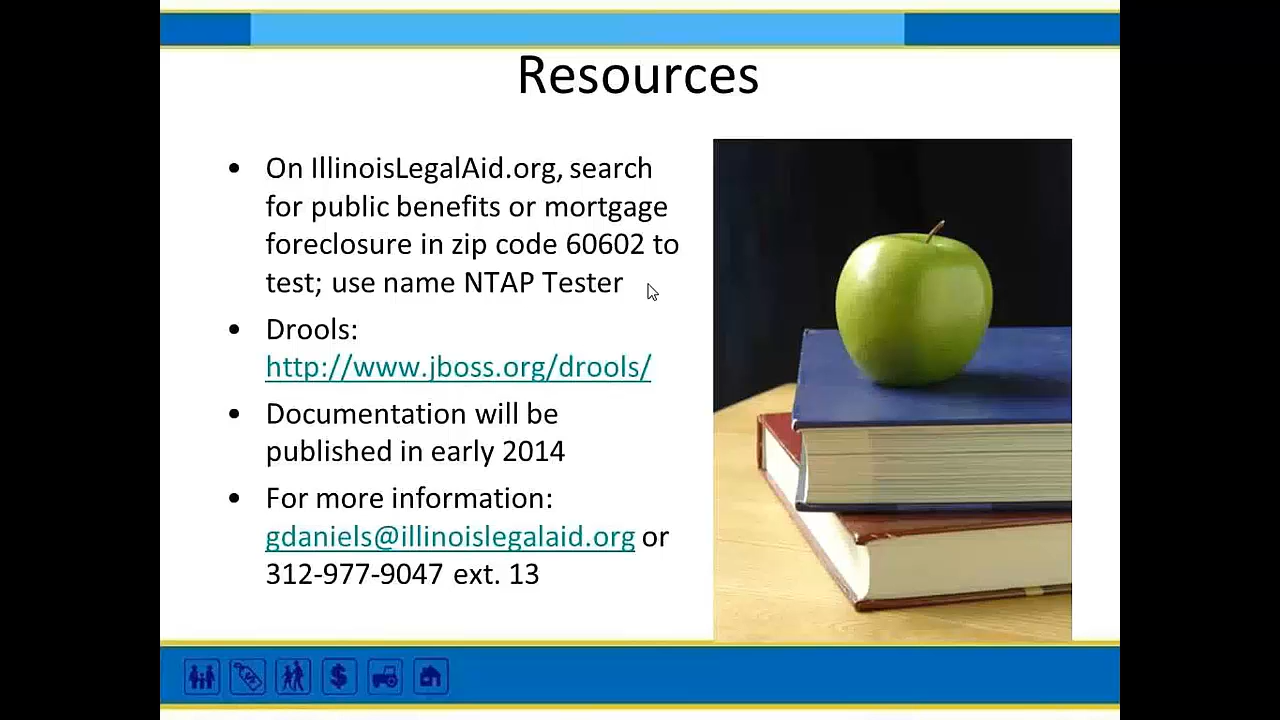 Resources
• On IllinoisLegalAid.org, search
for public benefits or mortgage
foreclosure in zip code 60602 to
test; use name NTAP Tester
• Drools:
http://www.jboss.org/drools/
• Documentation will be
published in early 2014
• For more information:
gdaniels@illinoislegalaid.org or
312-977-9047 ext. 13
$